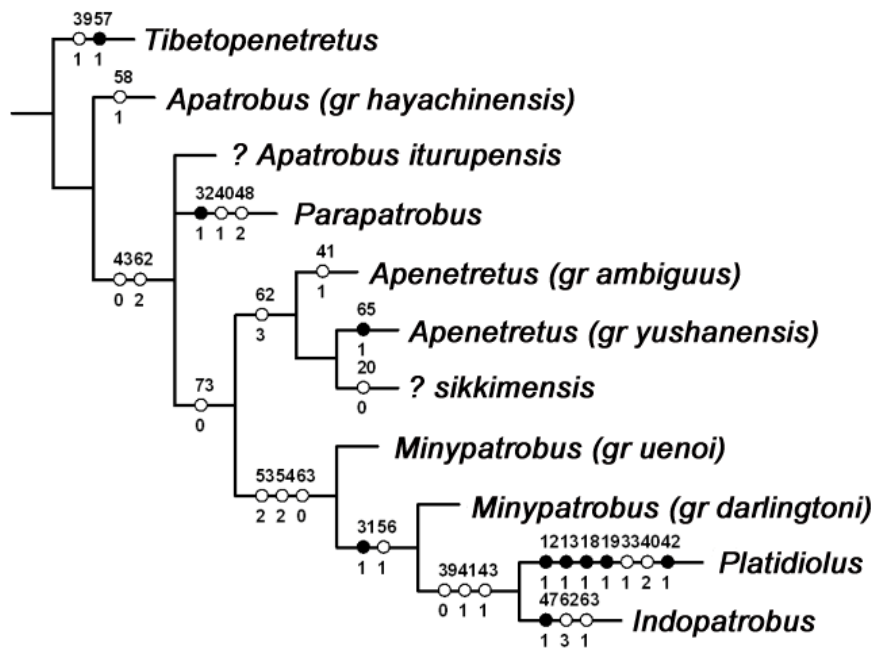 3957
Tibetopenetretus
1 1
58
Apatrobus (gr hayachinensis)
1
? Apatrobus iturupensis
324048
Parapatrobus
1 1 2
4362
0 2
41
Apenetretus (gr ambiguus)
1
62
3
65
Apenetretus (gr yushanensis)
1
20
? sikkimensis
0
73
0
Minypatrobus (gr uenoi)
535463
2 2 0
Minypatrobus (gr darlingtoni)
3156
1 1
12131819334042
Platidiolus
1 1 1 1 1 2 1
394143
0 1 1
476263
Indopatrobus
1 3 1